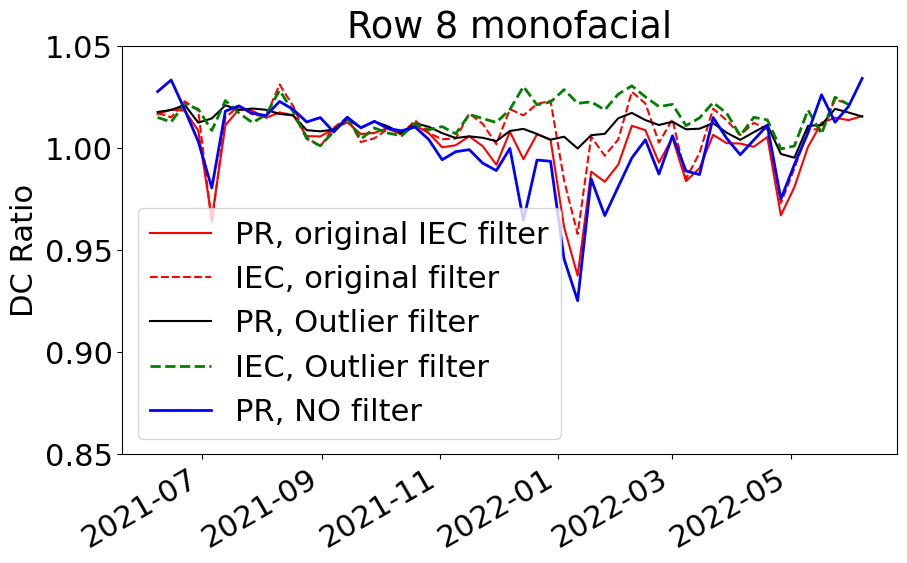 Row 8 monofacial
DC Ratio
1.05
1.00
0.95
0.90
0.85
PR, original IEC filter
IEC, original filter
PR, Outlier filter
IEC, Outlier filter
PR, NO filter
2021-07
2021-09
2021-11
2022-01
2022-03
2022-05